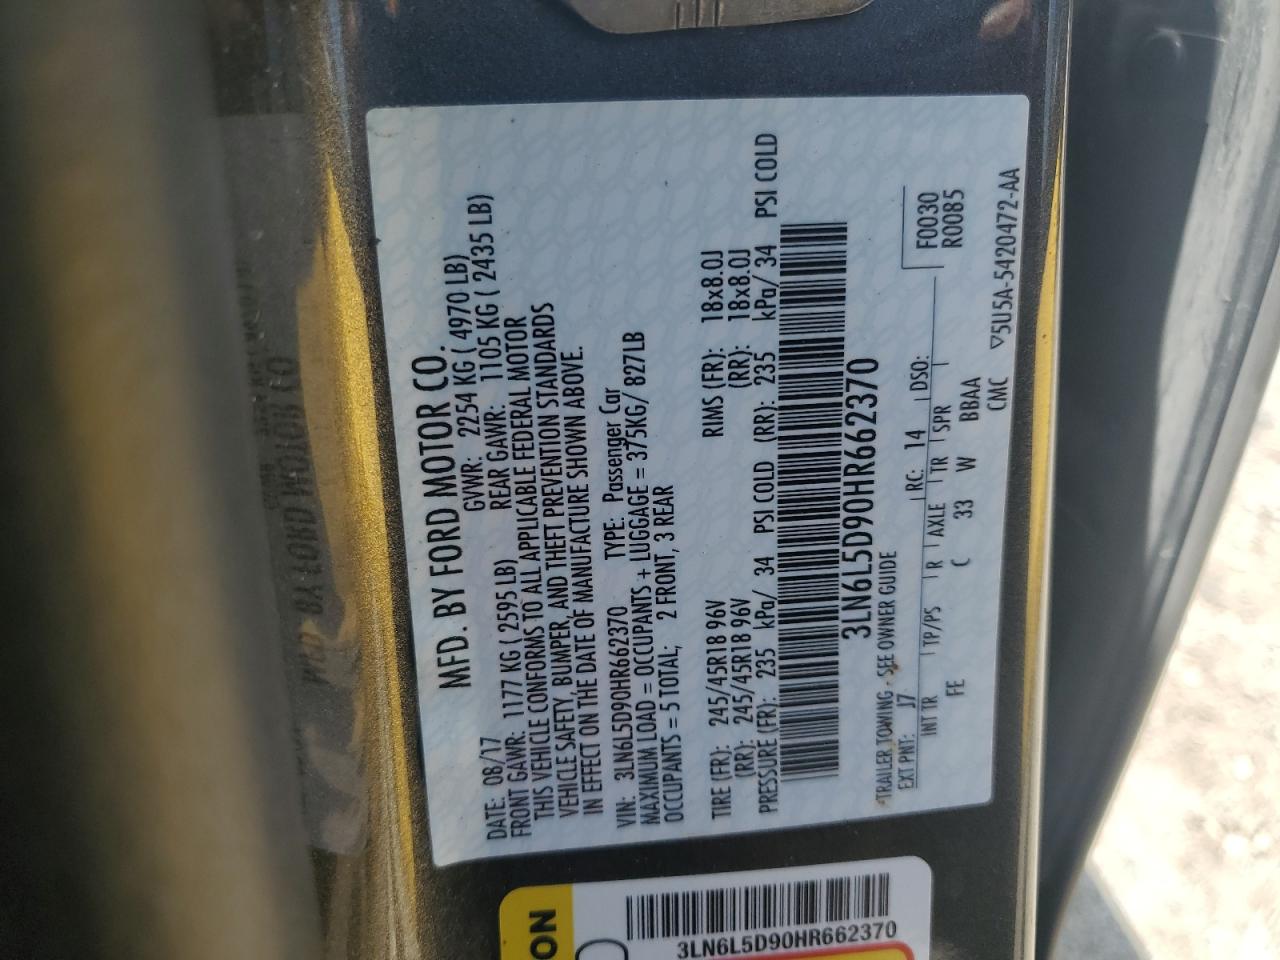 MFD. BY FORD MOTOR CO.
DATE: 08/17 GVWR: 2254 KG ( 4970 LB)
FRONT GAWR: 1177 KG ( 2595 LB) REAR GAWR: 1105 KG ( 2435 LB)
THIS VEHICLE CONFORMS TO ALL APPLICABLE FEDERAL MOTOR
VEHICLE SAFETY, BUMPER, AND THEFT PREVENTION STANDARDS
IN EFFECT ON THE DATE OF MANUFACTURE SHOWN ABOVE.
VIN: 3LN6L5D90HR662370 TYPE: Passenger Car
MAXIMUM LOAD = OCCUPANTS + LUGGAGE = 375KG/ 827LB
OCCUPANTS = 5 TOTAL; 2 FRONT, 3 REAR
TIRE (FR): 245/45R18 96V RIMS (FR): 18x8.0J
(RR): 245/45R18 96V (RR): 18x8.0J
PRESSURE (FR): 235 kPa/ 34 PSI COLD (RR): 235 kPa/ 34 PSI COLD
3LN6L5D90HR662370
TRAILER TOWING - SEE OWNER GUIDE
EXT PNT: J7 RC: 14 DSO: F0030
INT TR TP/PS R AXLE TR SPR R0085
FE C 33 W BBAA
CMC ▽5U5A-5420472-AA
ON
3LN6L5D90HR662370